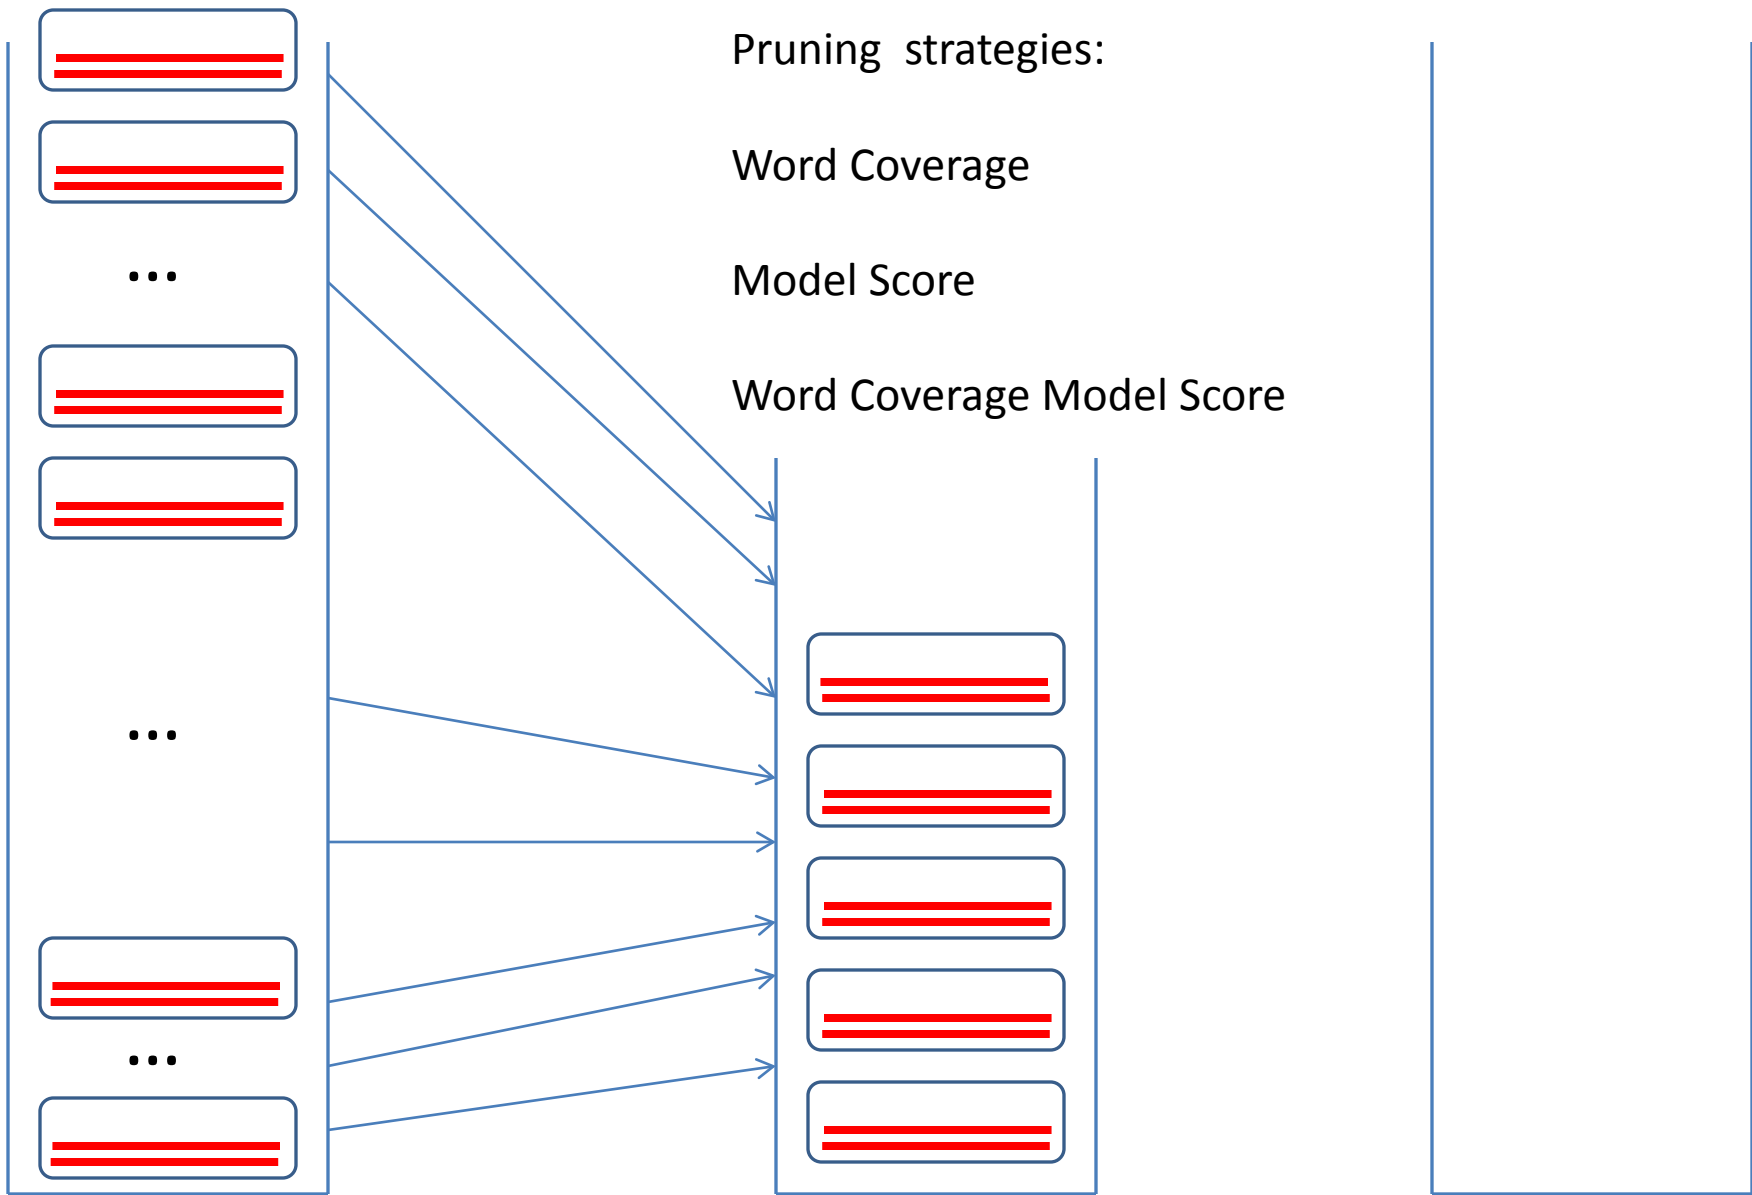 Pruning strategies:
...
Word Coverage
Model Score
Word Coverage Model Score
...
...